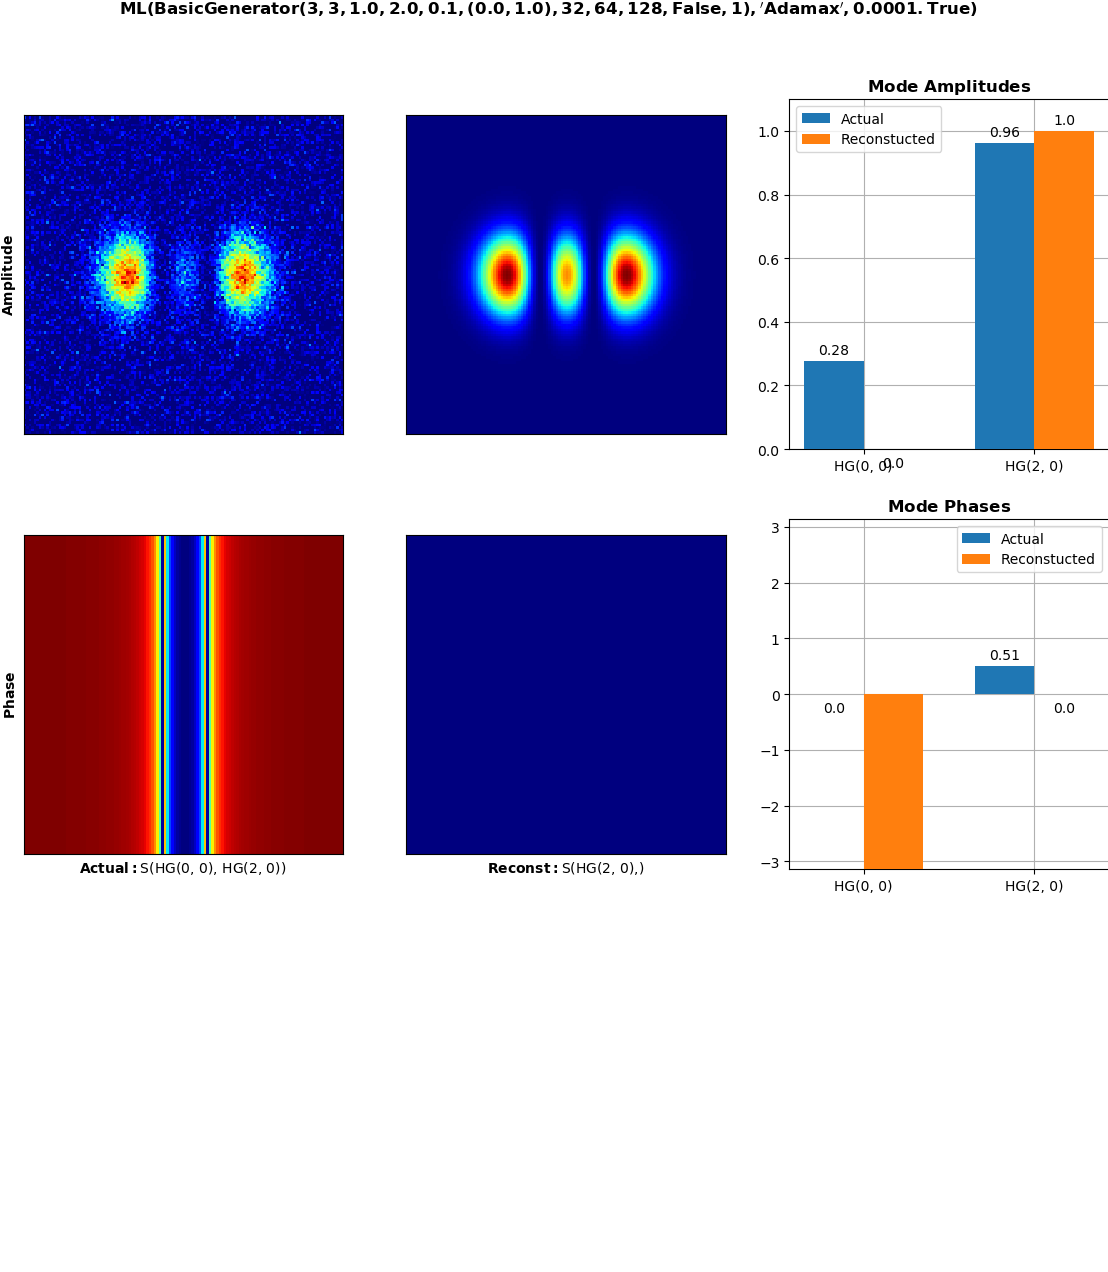 ML(BasicGenerator(3, 3, 1.0, 2.0, 0.1, (0.0, 1.0), 32, 64, 128, False, 1), 'Adamax', 0.0001. True)
Amplitude
Mode Amplitudes
Actual
Reconstucted
1.0
0.8
0.6
0.4
0.2
0.0
0.28
0.0
0.96
1.0
HG(0, 0)
HG(2, 0)
Phase
Actual: S(HG(0, 0), HG(2, 0))
Reconst: S(HG(2, 0),)
Mode Phases
Actual
Reconstucted
3
2
1
0
−1
−2
−3
0.0
0.51
0.0
HG(0, 0)
HG(2, 0)